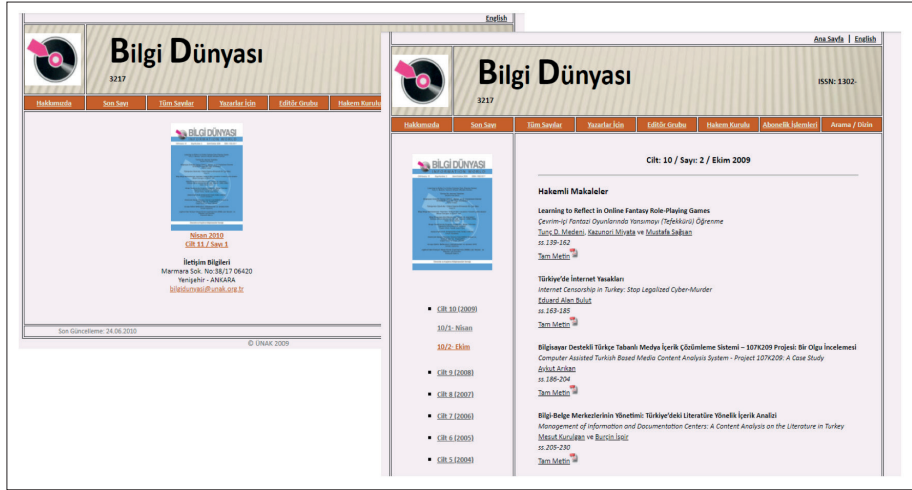 English
Bilgi Dünyası
3217
Hakkımızda
Son Sayı
Tüm Sayılar
Yazarlar İçin
Editör Grubu
Hakem Kurulu
BİLGİ DÜNYASI
Nisan 2010
Cilt 11 / Sayı 1
İletişim Bilgileri
Marmara Sok. No:38/17 06420
Yenişehir - ANKARA
bilgidunyasi@unak.org.tr
Son Güncelleme: 24.06.2010
© ÜNAK 2009
Ana Sayfa | English
Bilgi Dünyası
ISSN: 1302-
3217
Hakkımızda
Son Sayı
Tüm Sayılar
Yazarlar İçin
Editör Grubu
Hakem Kurulu
Abonelik İşlemleri
Arama / Dizin
BİLGİ DÜNYASI
Cilt 10 (2009)
10/1- Nisan
10/2- Ekim
Cilt 9 (2008)
Cilt 8 (2007)
Cilt 7 (2006)
Cilt 6 (2005)
Cilt 5 (2004)
Cilt: 10 / Sayı: 2 / Ekim 2009
Hakemli Makaleler
Learning to Reflect in Online Fantasy Role-Playing Games
Çevrim-İçi Fantazi Oyunlarında Yansımayı (Tefekkürü) Öğrenme
Tunç D. Medeni, Kazunori Miyata ve Mustafa Sağsan
ss.139-162
Tam Metin
Türkiye'de İnternet Yasakları
Internet Censorship in Turkey: Stop Legalized Cyber-Murder
Eduard Alan Bulut
ss.163-185
Tam Metin
Bilgisayar Destekli Türkçe Tabanlı Medya İçerik Çözümleme Sistemi – 107K209 Projesi: Bir Olgu İncelemesi
Computer Assisted Turkish Based Media Content Analysis System - Project 107K209: A Case Study
Aykut Arıkan
ss.186-204
Tam Metin
Bilgi-Belge Merkezlerinin Yönetimi: Türkiye'deki Literatüre Yönelik İçerik Analizi
Management of Information and Documentation Centers: A Content Analysis on the Literature in Turkey
Mesut Kurulgan ve Burçin İspir
ss.205-230
Tam Metin